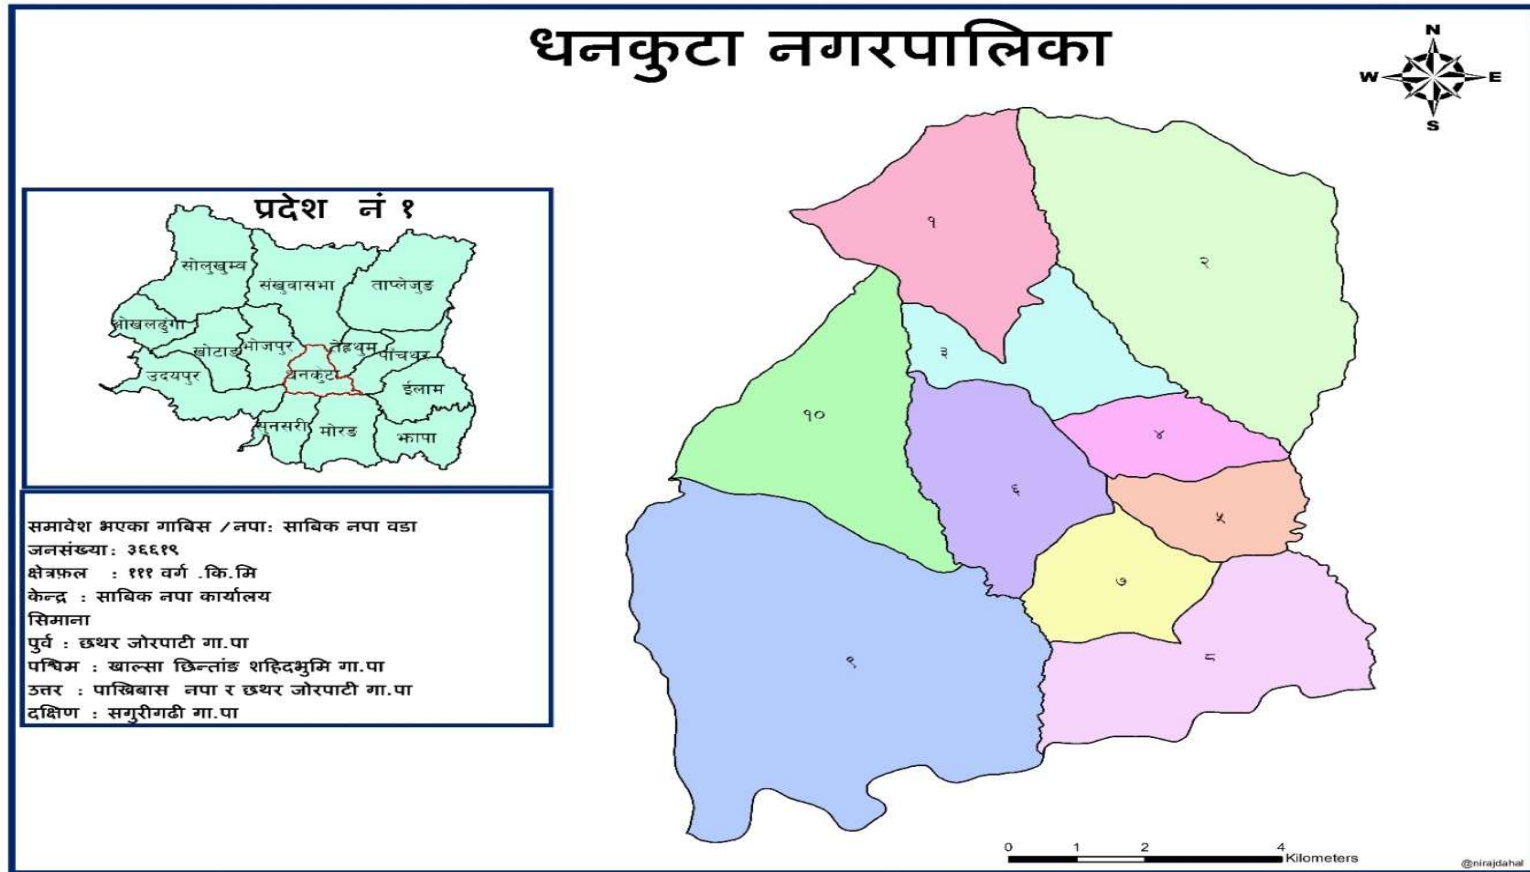 धनकुटा नगरपालिका
N
W E
S
प्रदेश नं १
सोलुखुम्व
संखुवासभा
ताप्लेजुङ
ओखलढुंगा
खोटाङ
भोजपुर
तेह्रथुम
पाँचथर
उदयपुर
धनकुटा
ईलाम
सुनसरी
मोरङ
झापा
समावेश भएका गाबिस /नपा: साबिक नपा वडा
जनसंख्या: ३६६१९
क्षेत्रफ़ल : १११ वर्ग .कि.मि
केन्द्र : साबिक नपा कार्यालय
सिमाना
पुर्व : छथर जोरपाटी गा.पा
पश्चिम : खाल्सा छिन्तांङ शहिदभुमि गा.पा
उत्तर : पाख्रिबास नपा र छथर जोरपाटी गा.पा
दक्षिण : सगुरीगढी गा.पा
१
२
३
१०
४
६
५
७
९
८
0 1 2 4
Kilometers
@nirajdahal